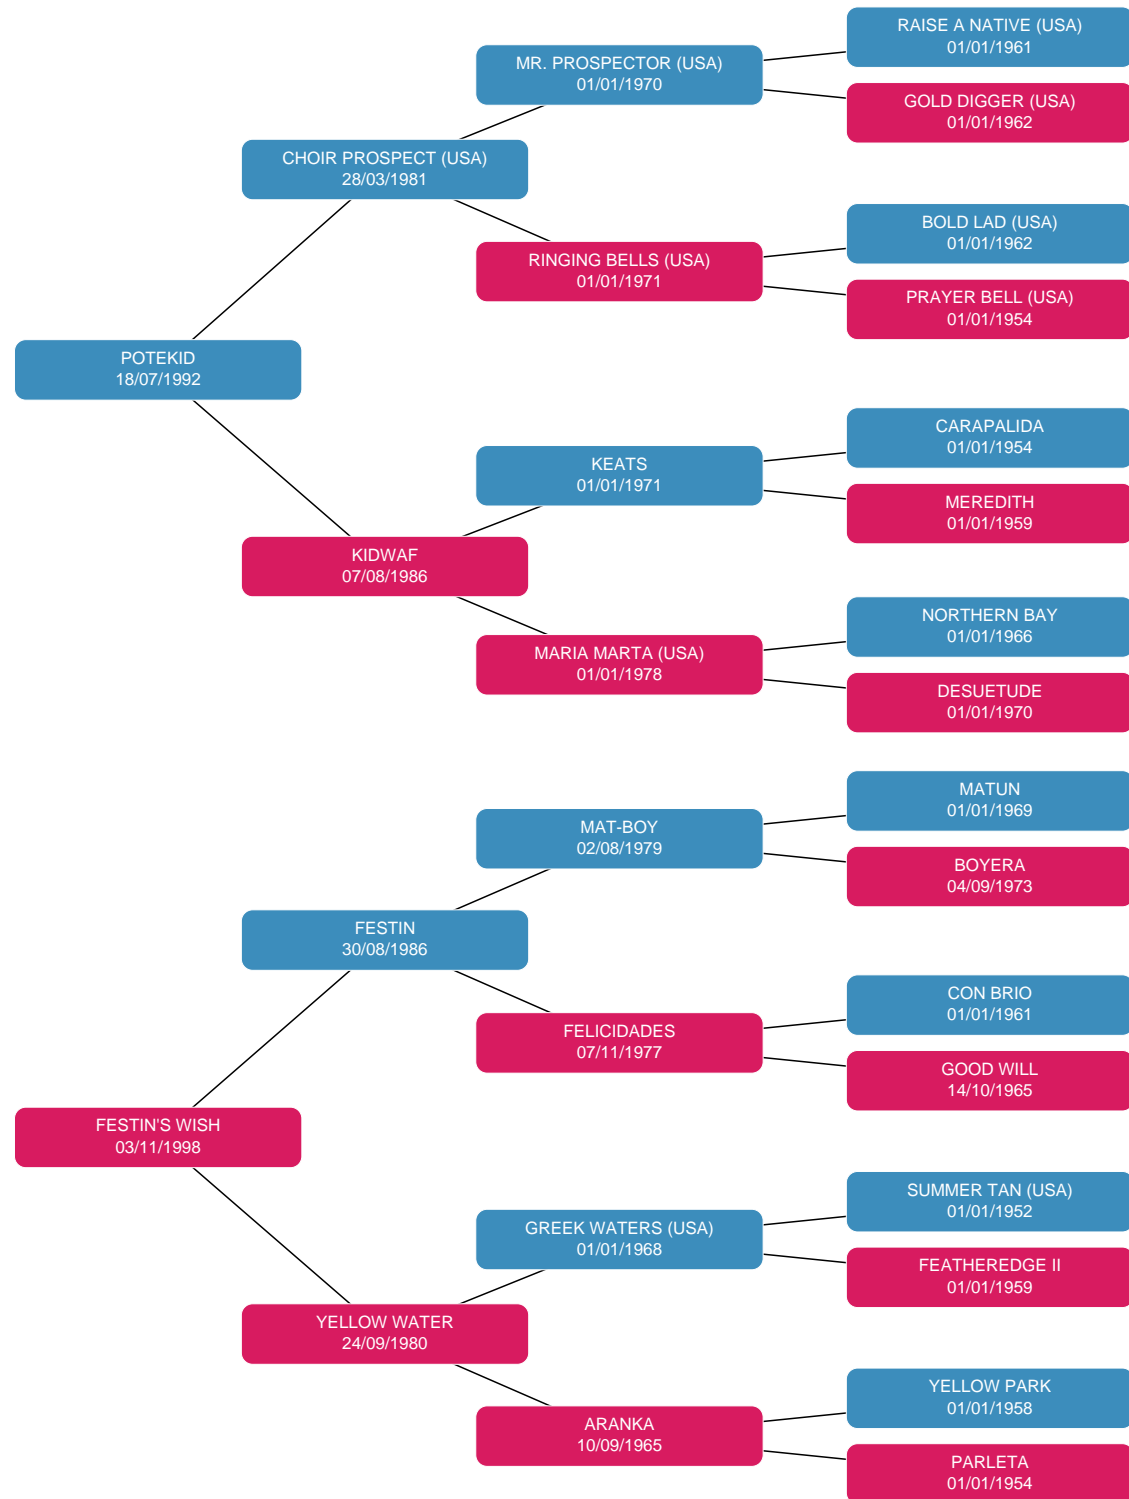 RAISE A NATIVE (USA)
01/01/1961
MR. PROSPECTOR (USA)
01/01/1970
GOLD DIGGER (USA)
01/01/1962
CHOIR PROSPECT (USA)
28/03/1981
BOLD LAD (USA)
01/01/1962
RINGING BELLS (USA)
01/01/1971
PRAYER BELL (USA)
01/01/1954
POTEKID
18/07/1992
CARAPALIDA
01/01/1954
KEATS
01/01/1971
MEREDITH
01/01/1959
KIDWAF
07/08/1986
NORTHERN BAY
01/01/1966
MARIA MARTA (USA)
01/01/1978
DESUETUDE
01/01/1970
MATUN
01/01/1969
MAT-BOY
02/08/1979
BOYERA
04/09/1973
FESTIN
30/08/1986
CON BRIO
01/01/1961
FELICIDADES
07/11/1977
GOOD WILL
14/10/1965
FESTIN'S WISH
03/11/1998
SUMMER TAN (USA)
01/01/1952
GREEK WATERS (USA)
01/01/1968
FEATHEREDGE II
01/01/1959
YELLOW WATER
24/09/1980
YELLOW PARK
01/01/1958
ARANKA
10/09/1965
PARLETA
01/01/1954